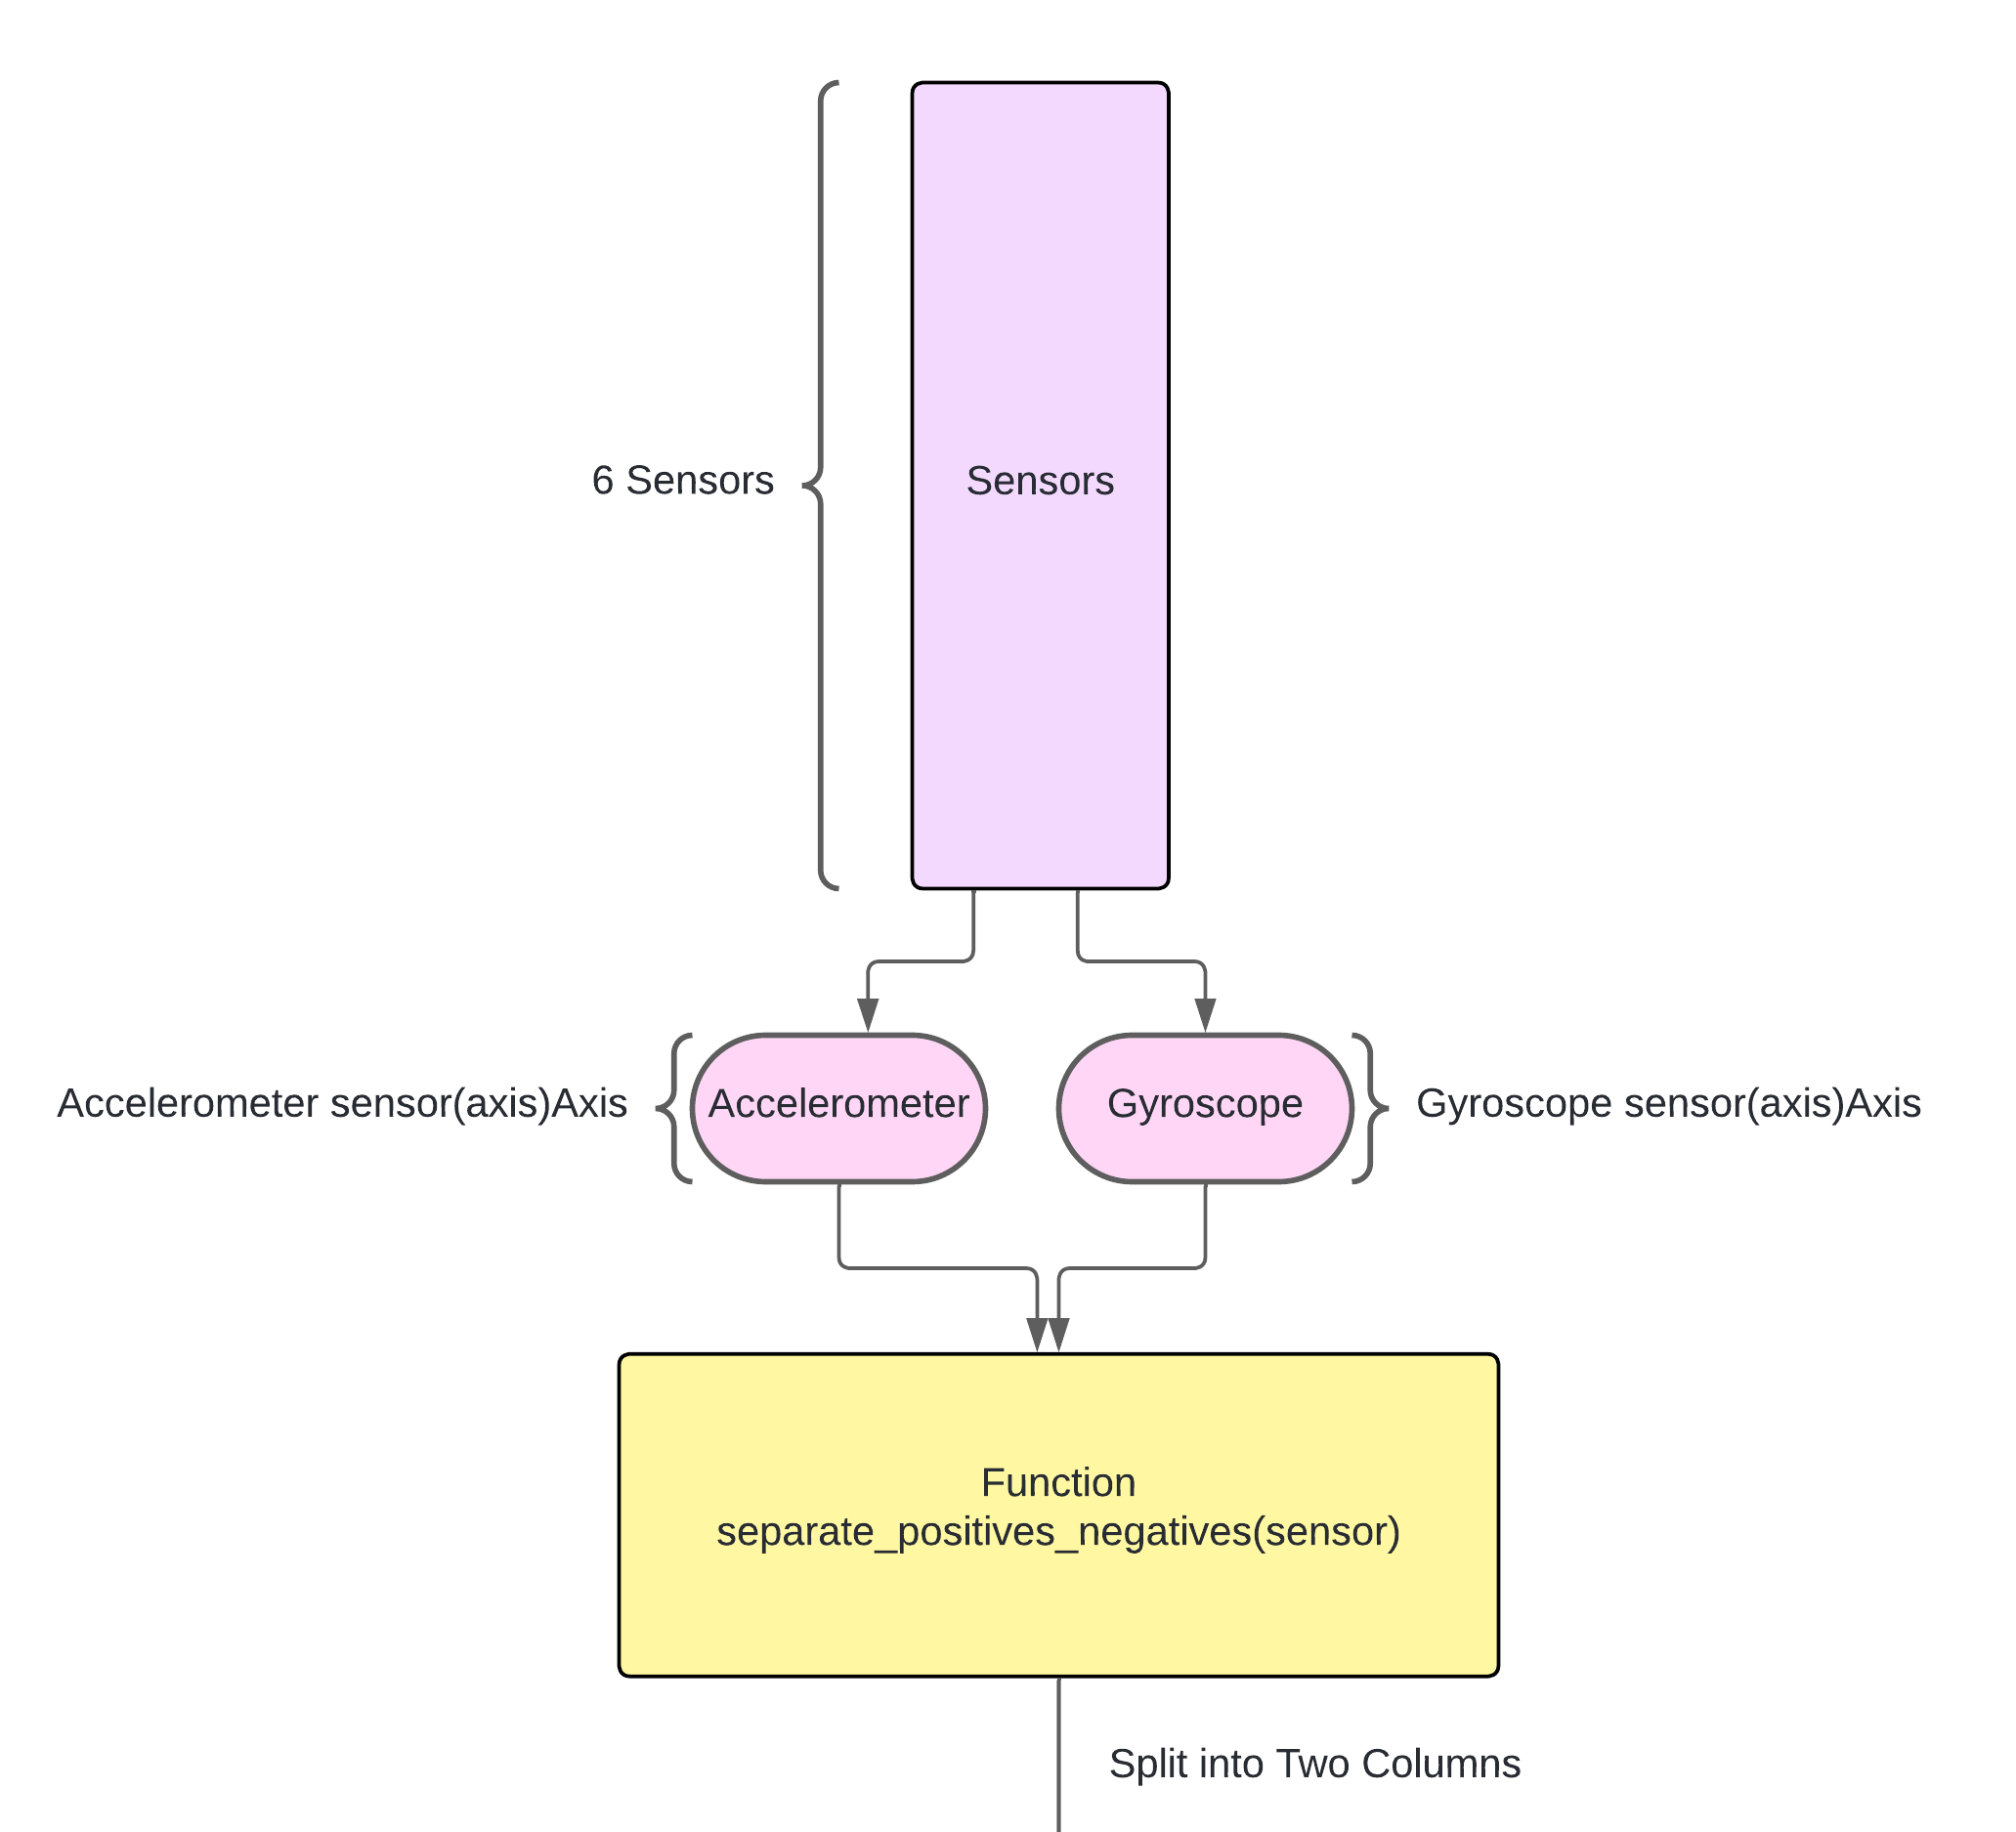 6 Sensors
Sensors
Accelerometer sensor(axis)Axis
Accelerometer
Gyroscope
Gyroscope sensor(axis)Axis
Function
separate_positives_negatives(sensor)
Split into Two Columns